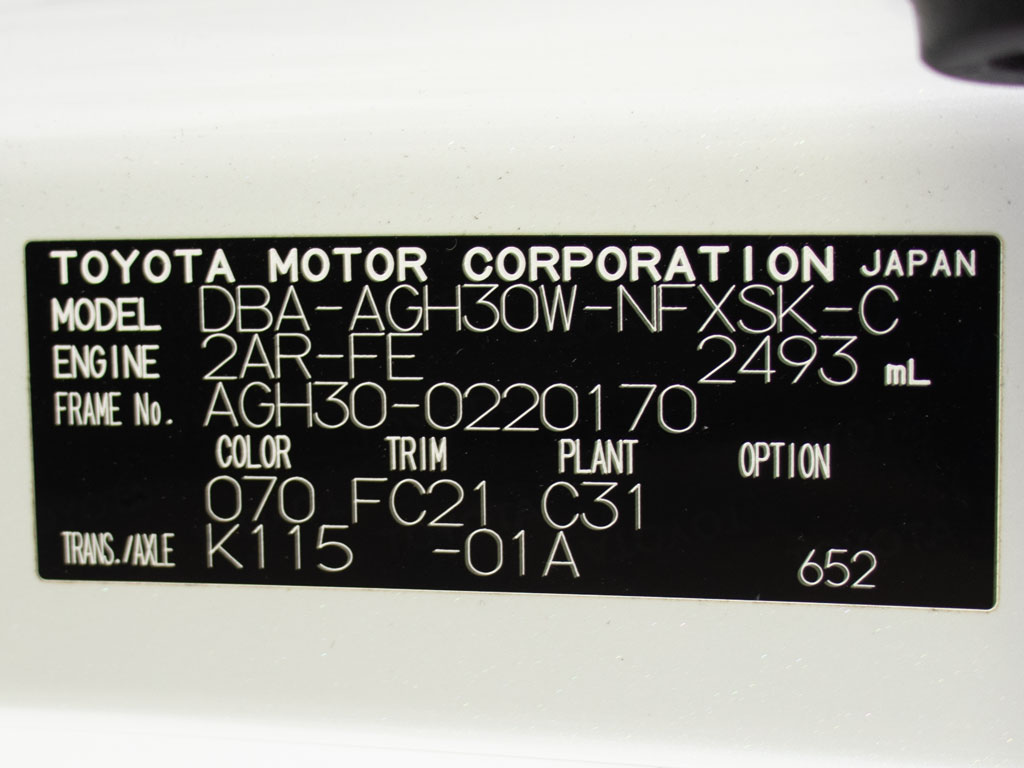 TOYOTA MOTOR CORPORATION JAPAN
MODEL DBA-AGH30W-NFXSK-C
ENGINE 2AR-FE 2493 mL
FRAME No. AGH30-0220170
COLOR TRIM PLANT OPTION
070 FC21 C31
TRANS./AXLE K115 -01A 652